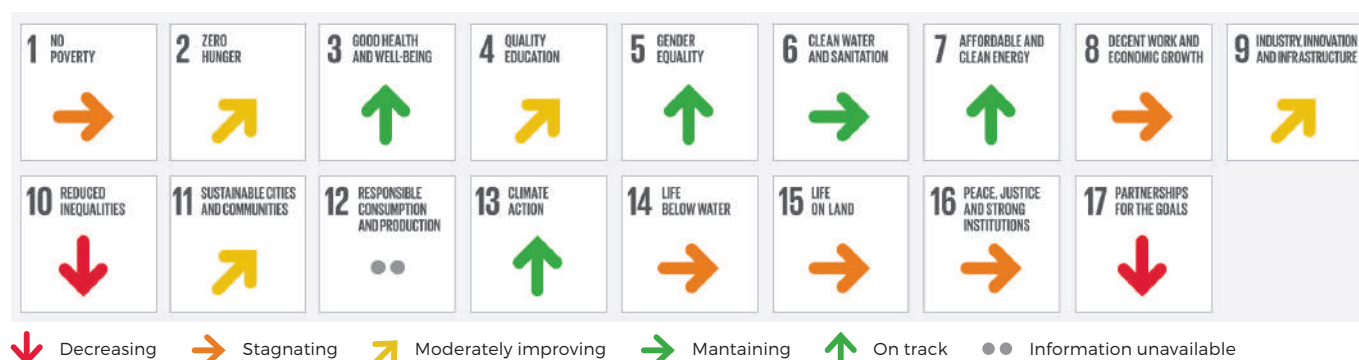 1 NO
POVERTY
2 ZERO
HUNGER
3 GOOD HEALTH
AND WELL-BEING
4 QUALITY
EDUCATION
5 GENDER
EQUALITY
6 CLEAN WATER
AND SANITATION
7 AFFORDABLE AND
CLEAN ENERGY
8 DECENT WORK AND
ECONOMIC GROWTH
9 INDUSTRY, INNOVATION
AND INFRASTRUCTURE
10 REDUCED
INEQUALITIES
11 SUSTAINABLE CITIES
AND COMMUNITIES
12 RESPONSIBLE
CONSUMPTION
AND PRODUCTION
13 CLIMATE
ACTION
14 LIFE
BELOW WATER
15 LIFE
ON LAND
16 PEACE, JUSTICE
AND STRONG
INSTITUTIONS
17 PARTNERSHIPS
FOR THE GOALS
Decreasing Stagnating Moderately improving Mantaining On track Information unavailable